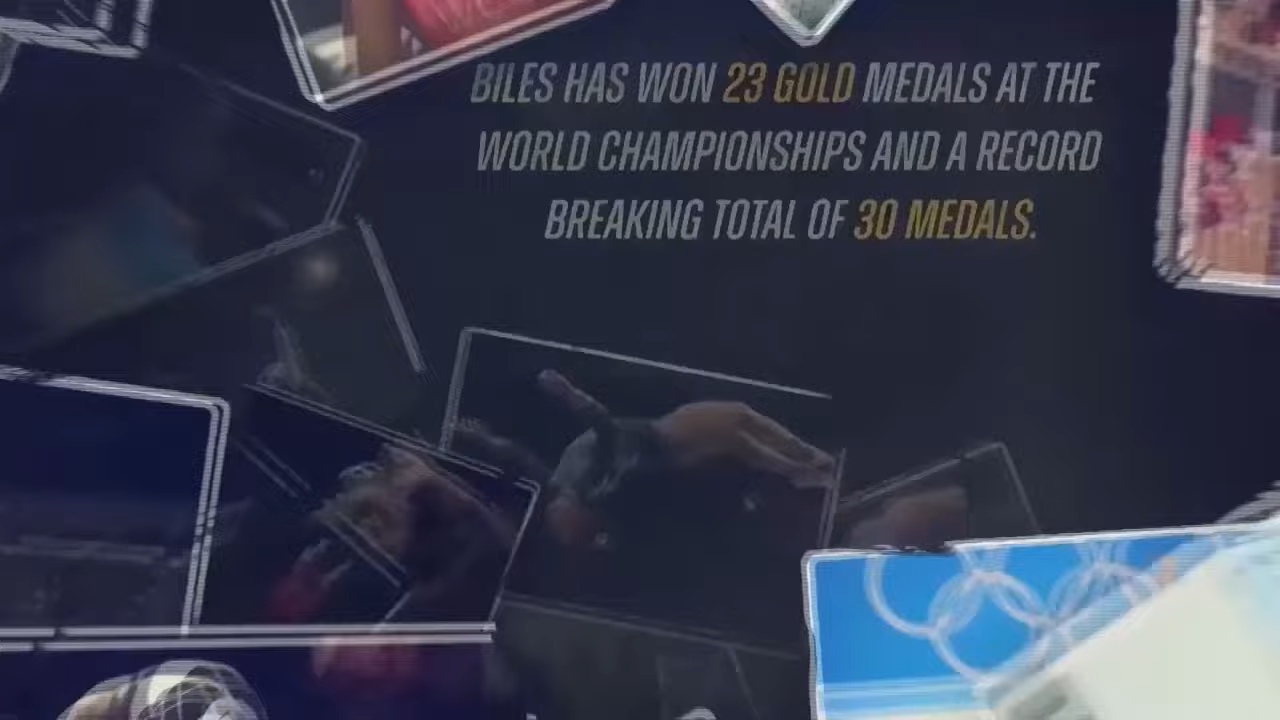 BILES HAS WON 23 GOLD MEDALS AT THE
WORLD CHAMPIONSHIPS AND A RECORD
BREAKING TOTAL OF 30 MEDALS.